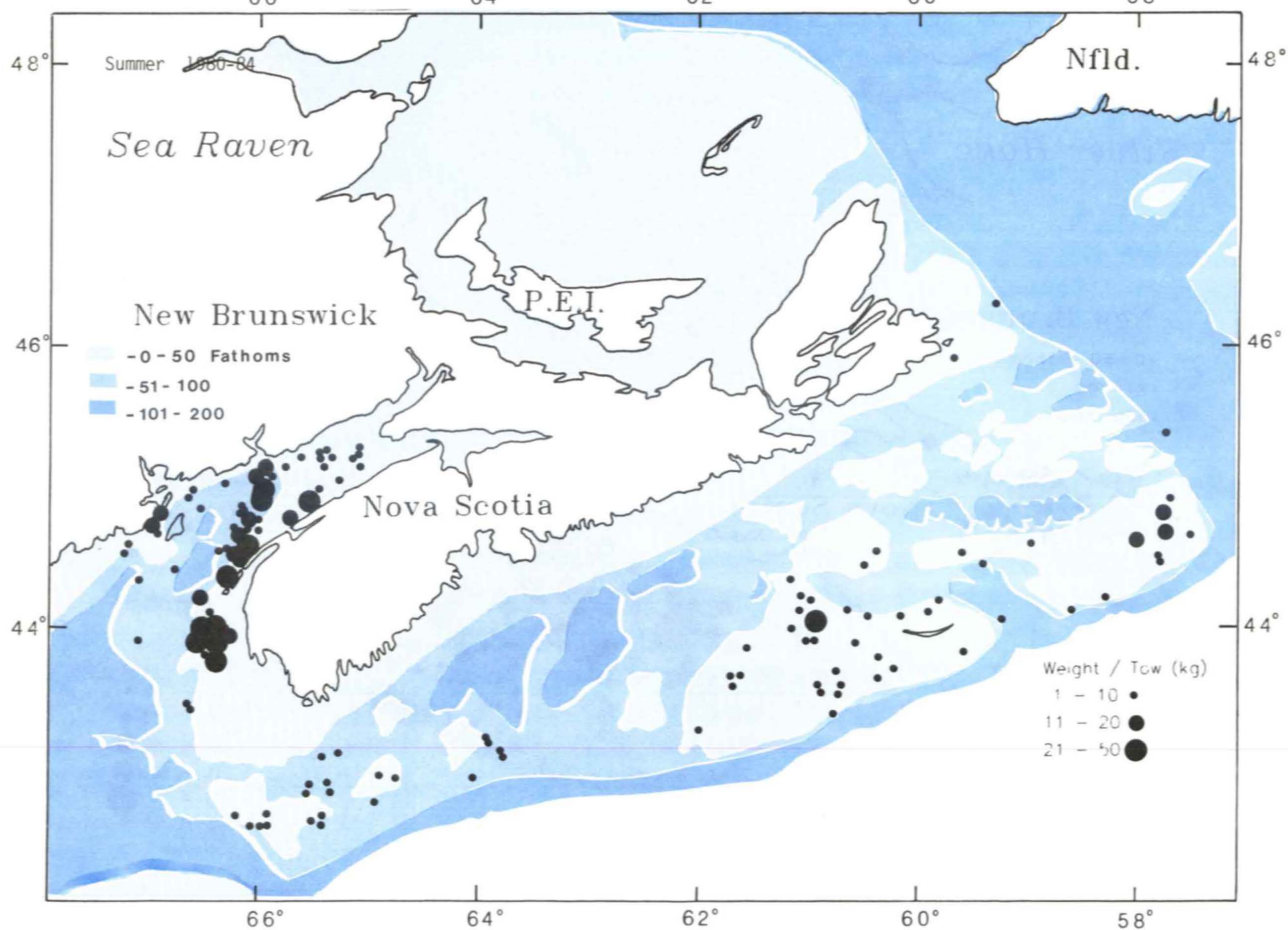 48°
48°
Summer 1980-84
Nfld.
Sea Raven
P.E.I.
New Brunswick
46°
46°
-0-50 Fathoms
-51-100
-101-200
Nova Scotia
44°
44°
Weight / Tow (kg)
1 - 10
11 - 20
21 - 50
66°
64°
62°
60°
58°